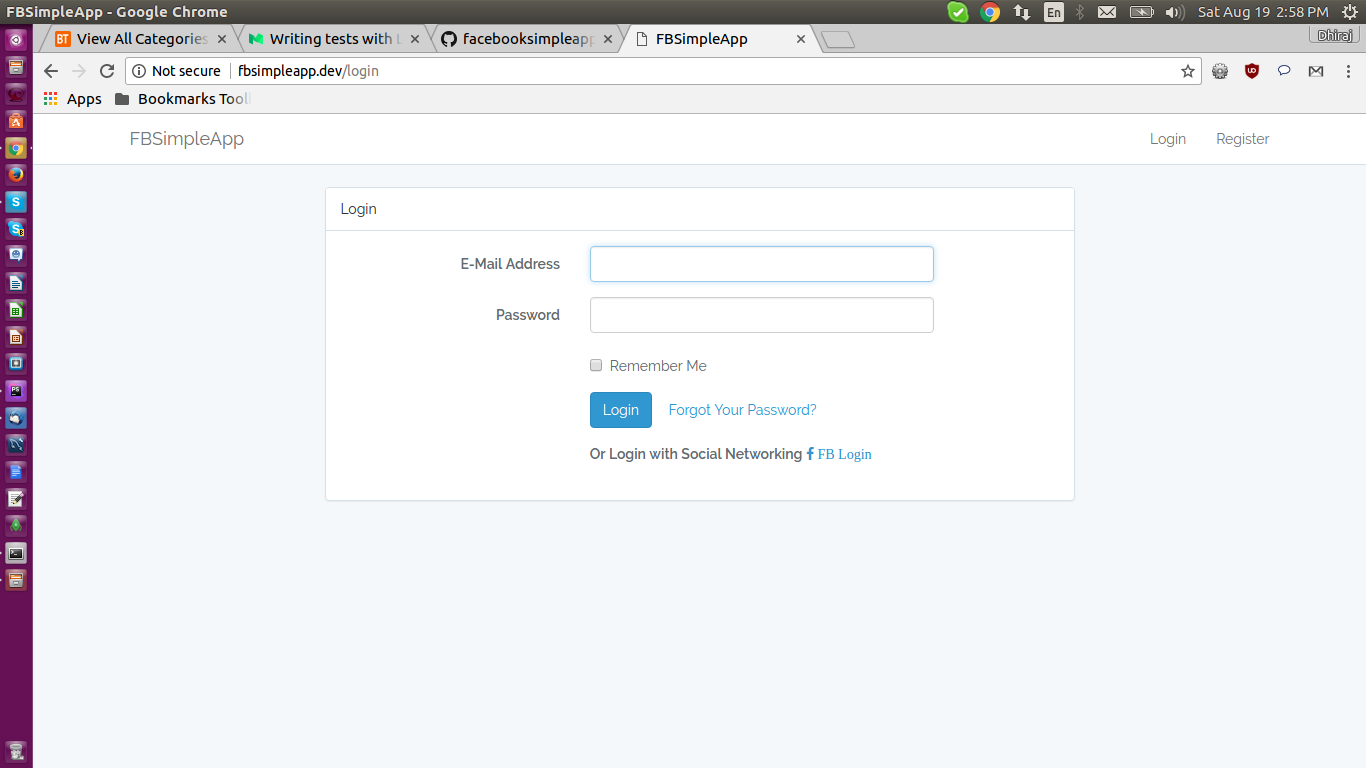 FBSimpleApp - Google Chrome
En
Sat Aug 19 2:58 PM
BT View All Categories
Writing tests with L
facebooksimpleapp
FBSimpleApp
Dhiraj
Not secure fbsimpleapp.dev/login
Apps
Bookmarks Tool
FBSimpleApp
Login
Register
Login
E-Mail Address
Password
Remember Me
Login
Forgot Your Password?
Or Login with Social Networking FB Login